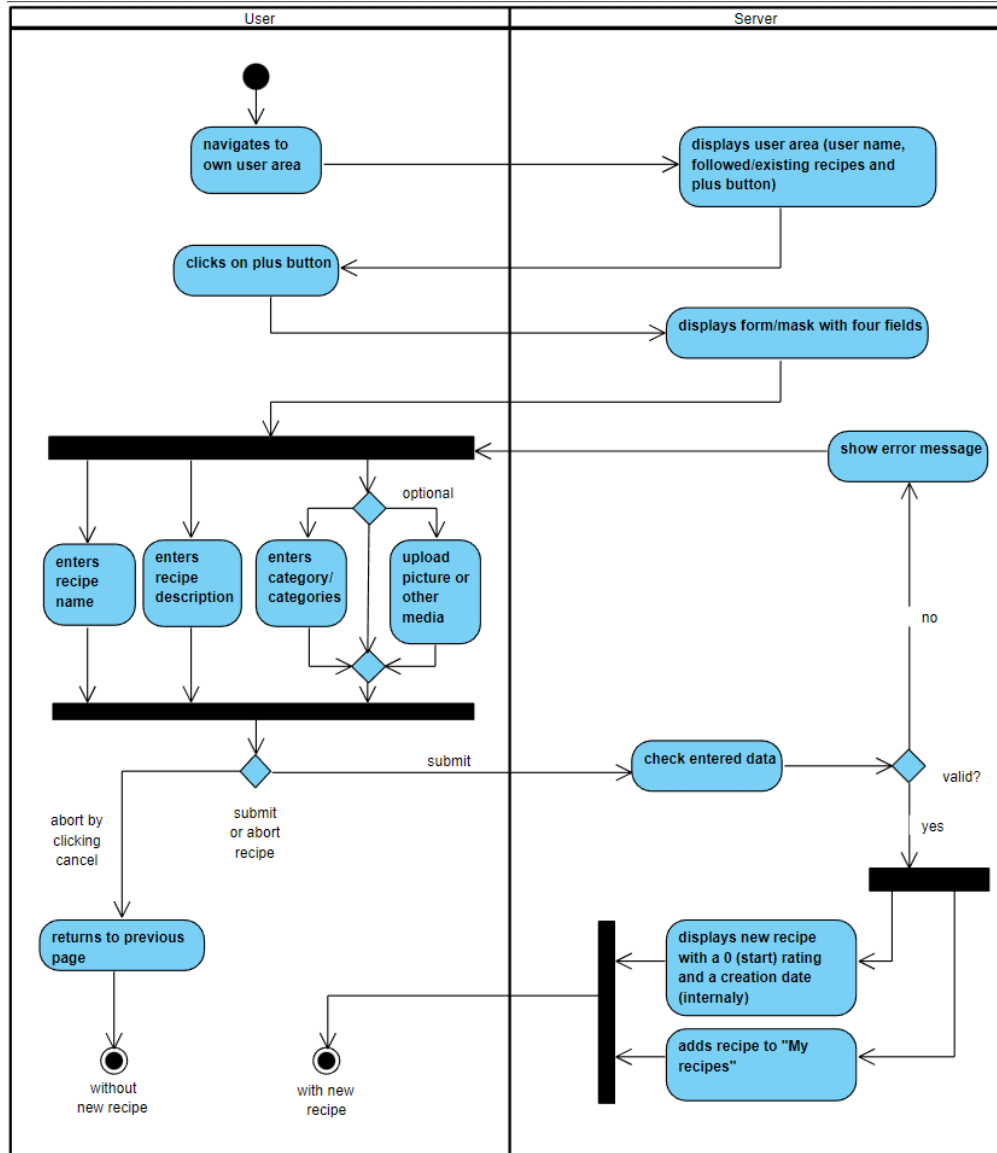 User
Server
navigates to
own user area
displays user area (user name,
followed/existing recipes and
plus button)
clicks on plus button
displays form/mask with four fields
show error message
optional
enters
recipe
name
enters
recipe
description
enters
category/
categories
upload
picture or
other
media
no
submit
check entered data
valid?
abort by
clicking
cancel
submit
or abort
recipe
yes
returns to previous
page
displays new recipe
with a 0 (start) rating
and a creation date
(internaly)
adds recipe to "My
recipes"
without
new recipe
with new
recipe